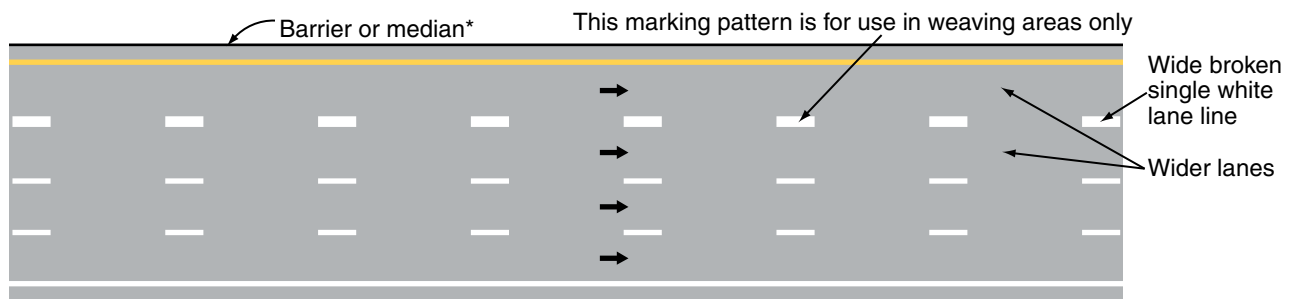 Barrier or median*
This marking pattern is for use in weaving areas only
Wide broken
single white
lane line
Wider lanes